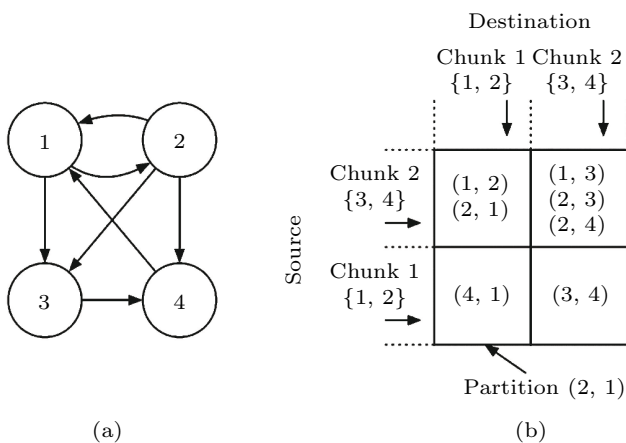 1
2
3
4
(a)
Destination
Chunk 1
{1, 2}
Chunk 2
{3, 4}
Source
Chunk 2
{3, 4}
(1, 2)
(2, 1)
(1, 3)
(2, 3)
(2, 4)
Chunk 1
{1, 2}
(4, 1)
(3, 4)
Partition (2, 1)
(b)